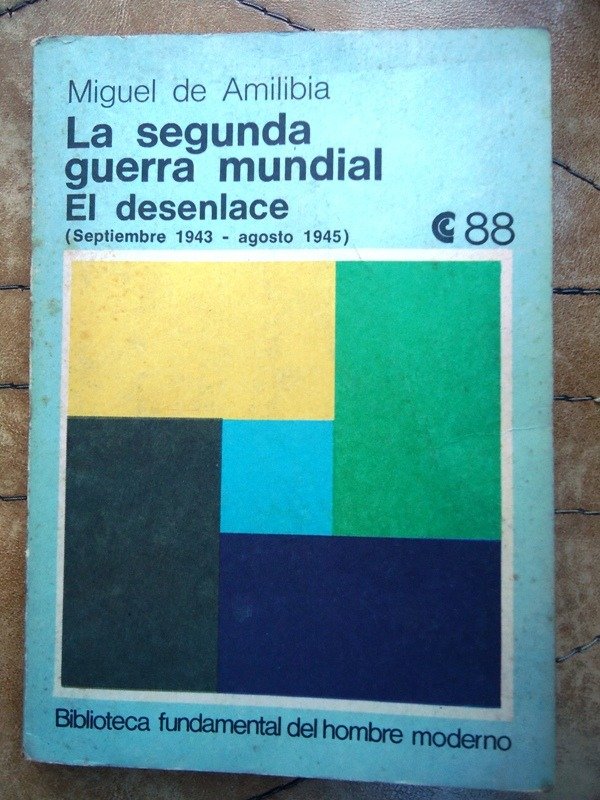 Miguel de Amilibia
La segunda
guerra mundial
El desenlace
(Septiembre 1943 - agosto 1945)
88
Biblioteca fundamental del hombre moderno